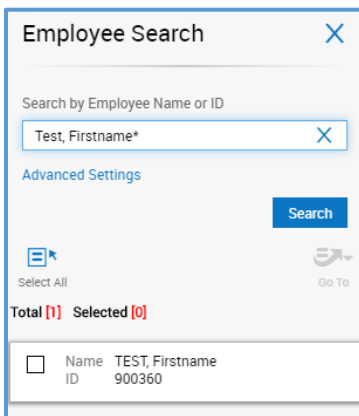 Employee Search
Search by Employee Name or ID
Test, Firstname*
Advanced Settings
Search
Select All Go To
Total [1] Selected [0]
Name TEST, Firstname
ID 900360